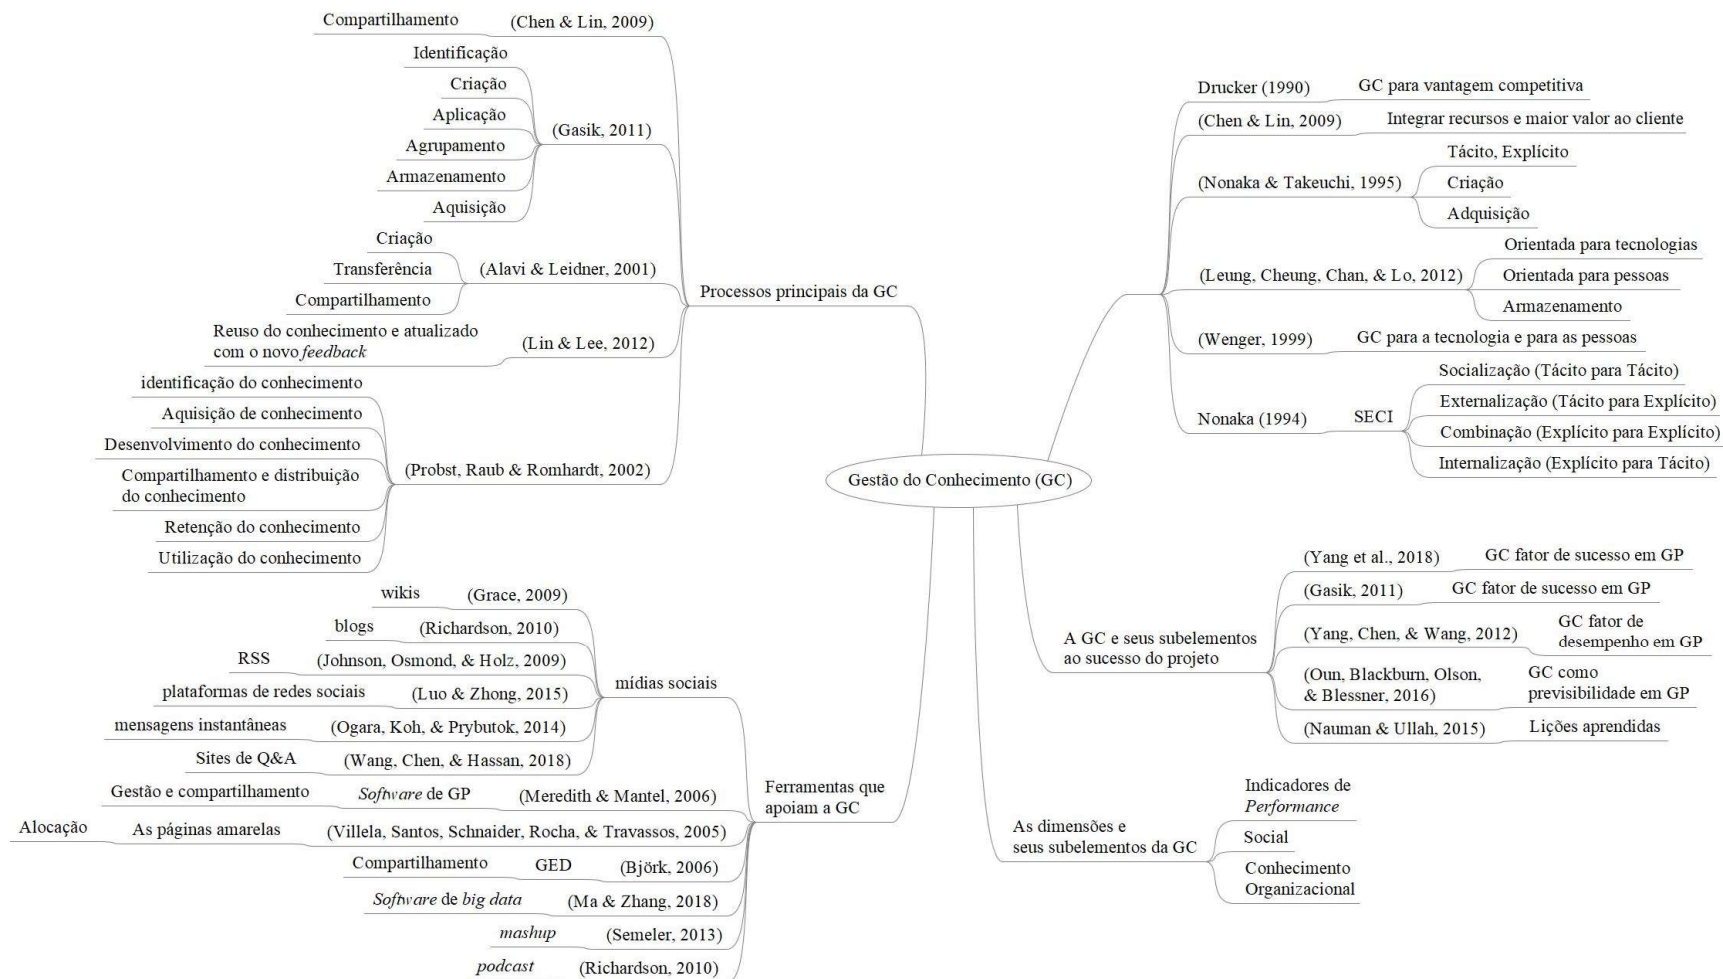 Compartilhamento
(Chen & Lin, 2009)
Identificação
Criação
Aplicação
Agrupamento
Armazenamento
Aquisição
(Gasik, 2011)
Criação
Transferência
Compartilhamento
(Alavi & Leidner, 2001)
Reuso do conhecimento e atualizado
com o novo feedback
(Lin & Lee, 2012)
identificação do conhecimento
Aquisição de conhecimento
Desenvolvimento do conhecimento
Compartilhamento e distribuição
do conhecimento
Retenção do conhecimento
Utilização do conhecimento
(Probst, Raub & Romhardt, 2002)
Processos principais da GC
wikis
(Grace, 2009)
blogs
(Richardson, 2010)
RSS
(Johnson, Osmond, & Holz, 2009)
plataformas de redes sociais
(Luo & Zhong, 2015)
mensagens instantâneas
(Ogara, Koh, & Prybutok, 2014)
Sites de Q&A
(Wang, Chen, & Hassan, 2018)
mídias sociais
Gestão e compartilhamento
Software de GP
(Meredith & Mantel, 2006)
Alocação
As páginas amarelas
(Villela, Santos, Schnaider, Rocha, & Travassos, 2005)
Compartilhamento
GED
(Björk, 2006)
Software de big data
(Ma & Zhang, 2018)
mashup
(Semeler, 2013)
podcast
(Richardson, 2010)
Ferramentas que
apoiam a GC
Gestão do Conhecimento (GC)
Drucker (1990)
GC para vantagem competitiva
(Chen & Lin, 2009)
Integrar recursos e maior valor ao cliente
(Nonaka & Takeuchi, 1995)
Tácito, Explícito
Criação
Adquisição
(Leung, Cheung, Chan, & Lo, 2012)
Orientada para tecnologias
Orientada para pessoas
Armazenamento
(Wenger, 1999)
GC para a tecnologia e para as pessoas
Nonaka (1994)
SECI
Socialização (Tácito para Tácito)
Externalização (Tácito para Explícito)
Combinação (Explícito para Explícito)
Internalização (Explícito para Tácito)
A GC e seus subelementos
ao sucesso do projeto
(Yang et al., 2018)
GC fator de sucesso em GP
(Gasik, 2011)
GC fator de sucesso em GP
(Yang, Chen, & Wang, 2012)
GC fator de
desempenho em GP
(Oun, Blackburn, Olson,
& Blessner, 2016)
GC como
previsibilidade em GP
(Nauman & Ullah, 2015)
Lições aprendidas
As dimensões e
seus subelementos da GC
Indicadores de
Performance
Social
Conhecimento
Organizacional